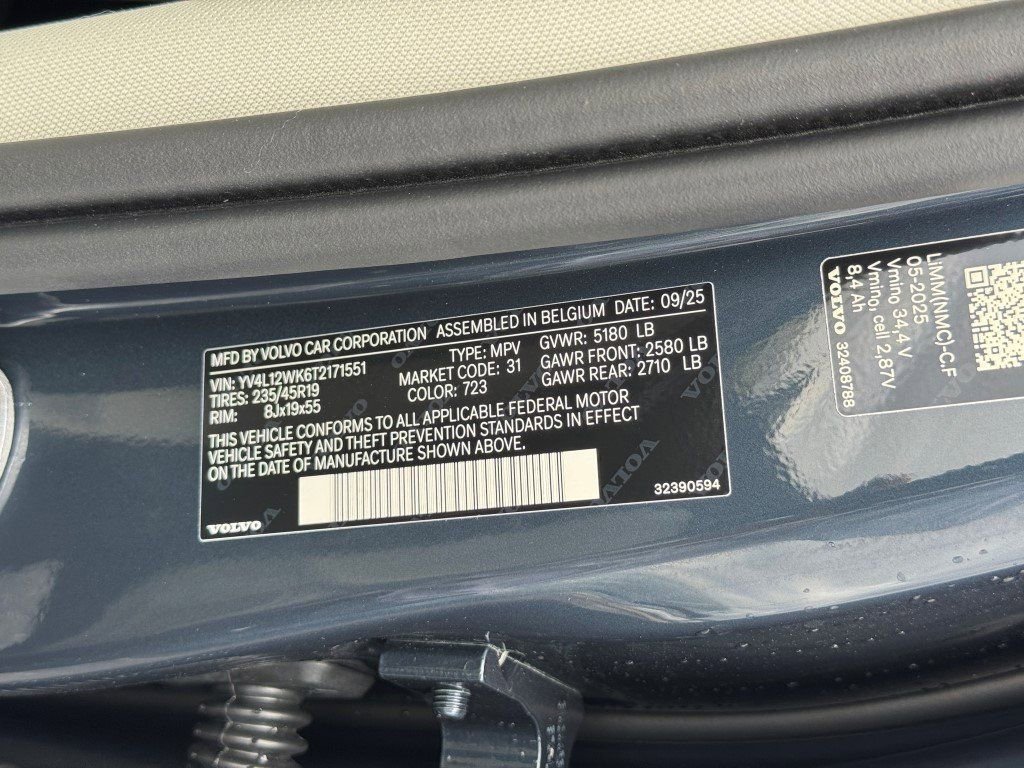 MFD BY VOLVO CAR CORPORATION ASSEMBLED IN BELGIUM DATE: 09/25
VIN: YV4L12WK6T2171551 TYPE: MPV GVWR: 5180 LB
TIRES: 235/45R19 MARKET CODE: 31 GAWR FRONT: 2580 LB
RIM: 8Jx19x55 COLOR: 723 GAWR REAR: 2710 LB
THIS VEHICLE CONFORMS TO ALL APPLICABLE FEDERAL MOTOR
VEHICLE SAFETY AND THEFT PREVENTION STANDARDS IN EFFECT
ON THE DATE OF MANUFACTURE SHOWN ABOVE.
32390594
VOLVO
LIMM(NMC)-C,F
05-2025
Vmino 34,4 V
Vmino, cell 2.87V
8,4 Ah
VOLVO 32408788